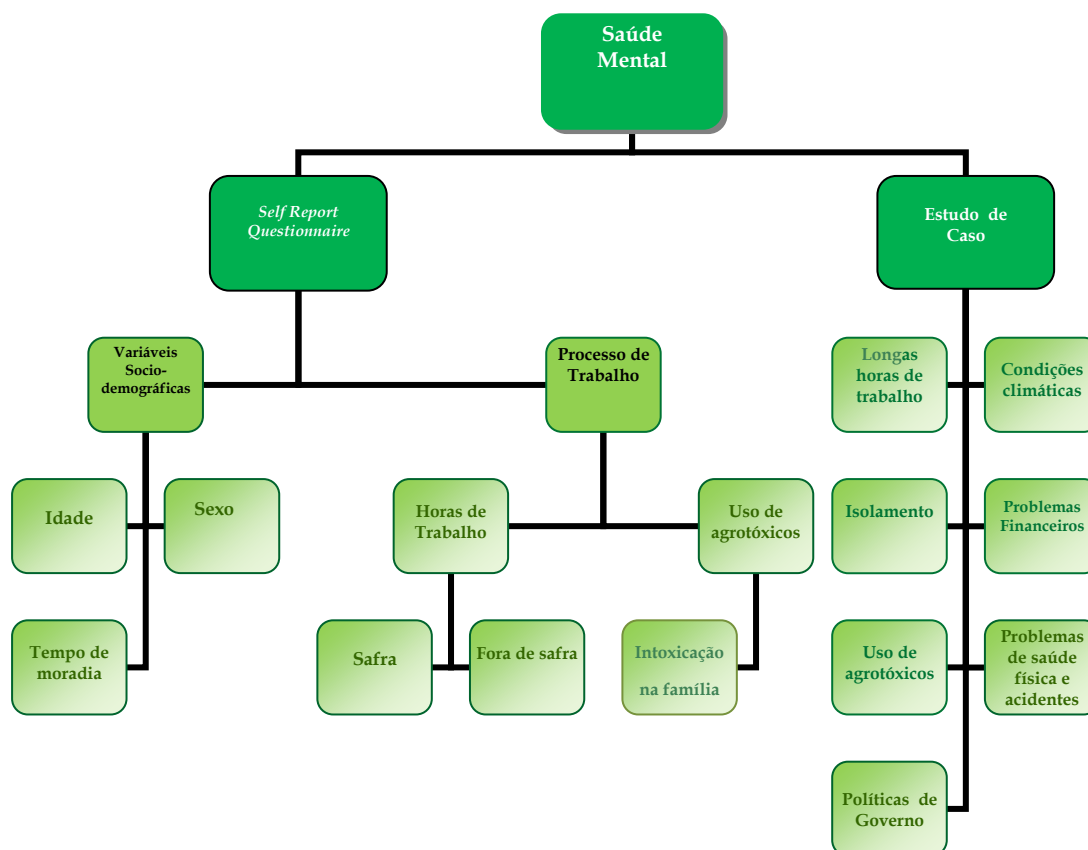 Saúde
Mental
Self Report
Questionnaire
Estudo de
Caso
Variáveis
Socio-
demográficas
Processo de
Trabalho
Longas
horas de
trabalho
Condições
climáticas
Idade
Sexo
Horas de
Trabalho
Uso de
agrotóxicos
Isolamento
Problemas
Financeiros
Tempo de
moradia
Safra
Fora de safra
Intoxicação
na família
Uso de
agrotóxicos
Problemas
de saúde
física e
acidentes
Políticas de
Governo